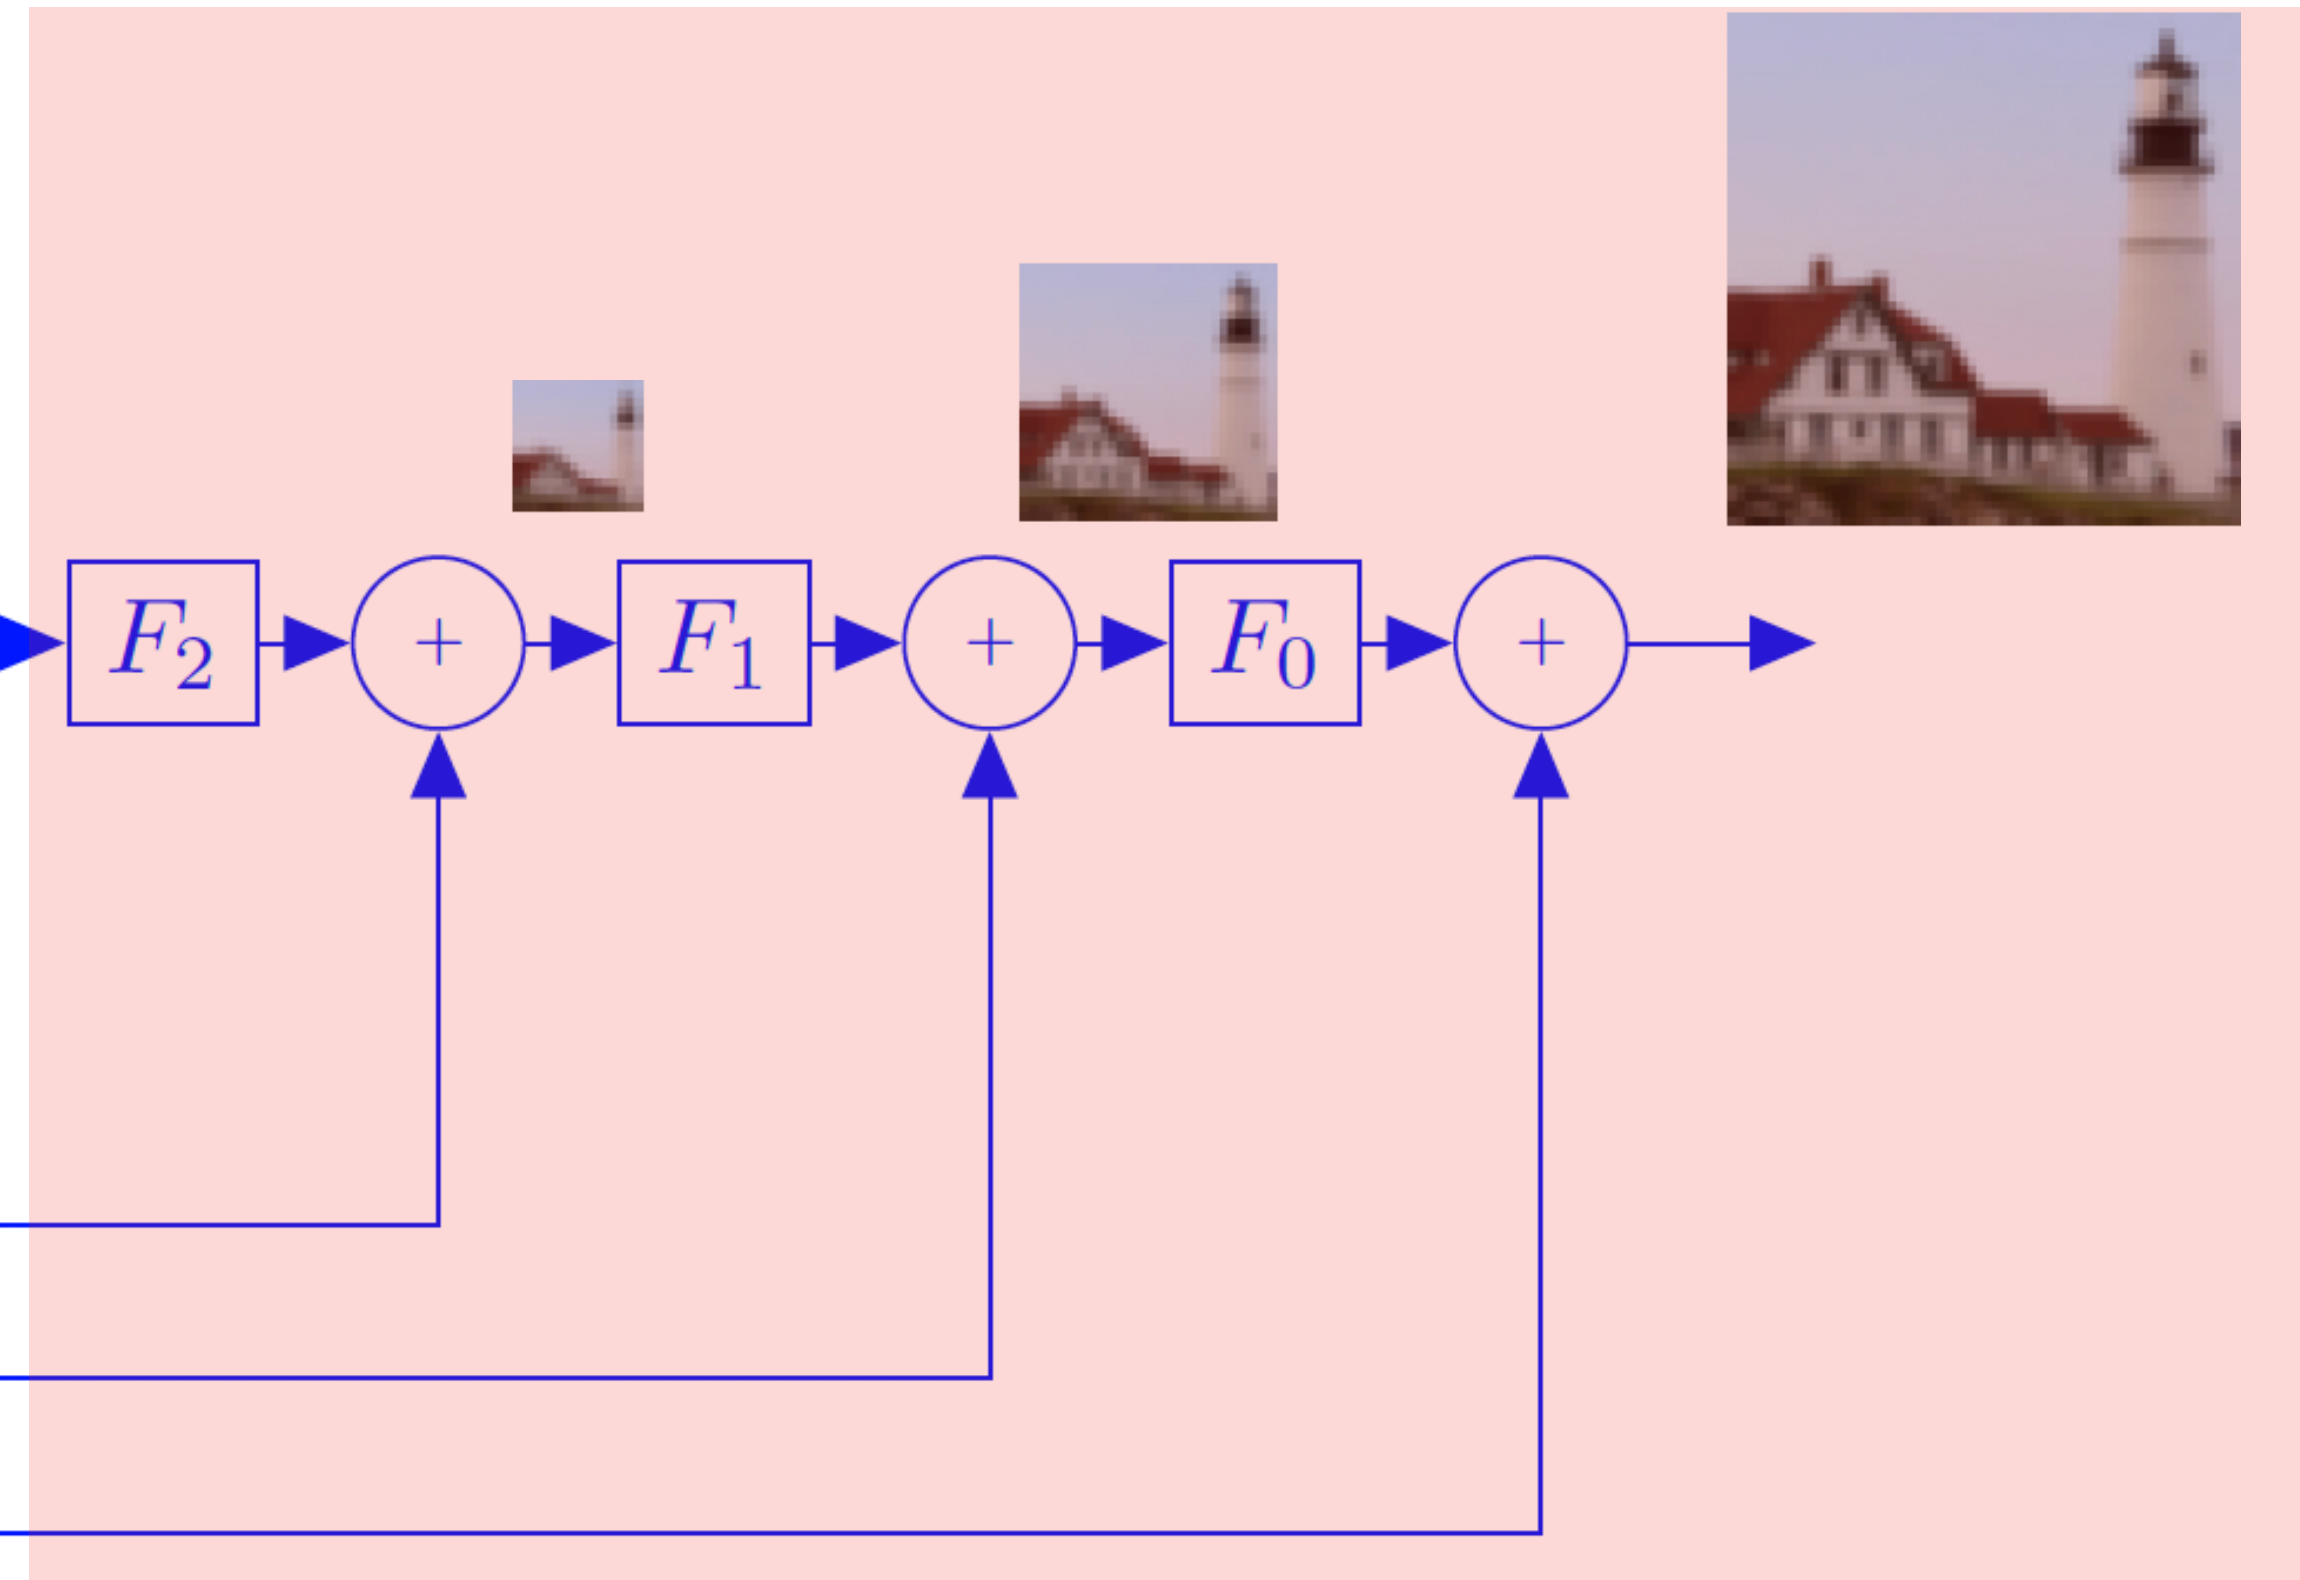 F₂ + F₁ + F₀ +